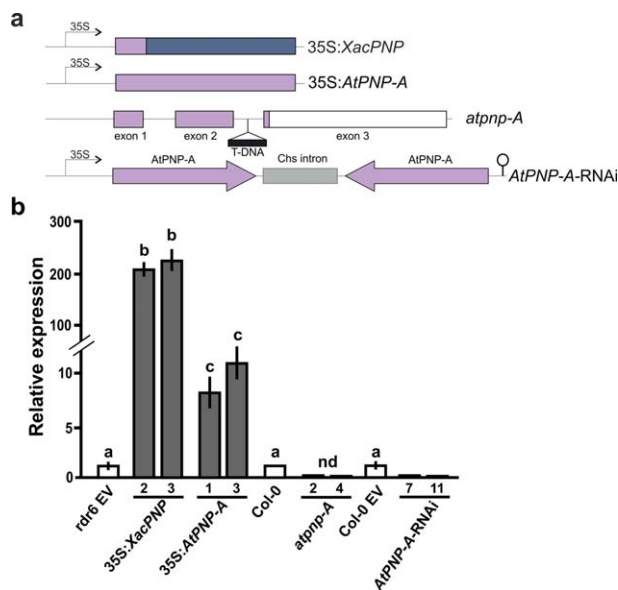 a
35S
35S:XacPNP
35S
35S:AtPNP-A
exon 1
exon 2
T-DNA
exon 3
atpnp-A
35S
AtPNP-A
Chs intron
AtPNP-A
AtPNP-A-RNAi
b
Relative expression
300
200
100
10
5
0
a
b
b
c
c
a
nd
a
2 3 1 3 2 4 7 11
rdr6 EV
35S:XacPNP
35S:AtPNP-A
Col-0
atpnp-A
Col-0 EV
AtPNP-A-RNAi